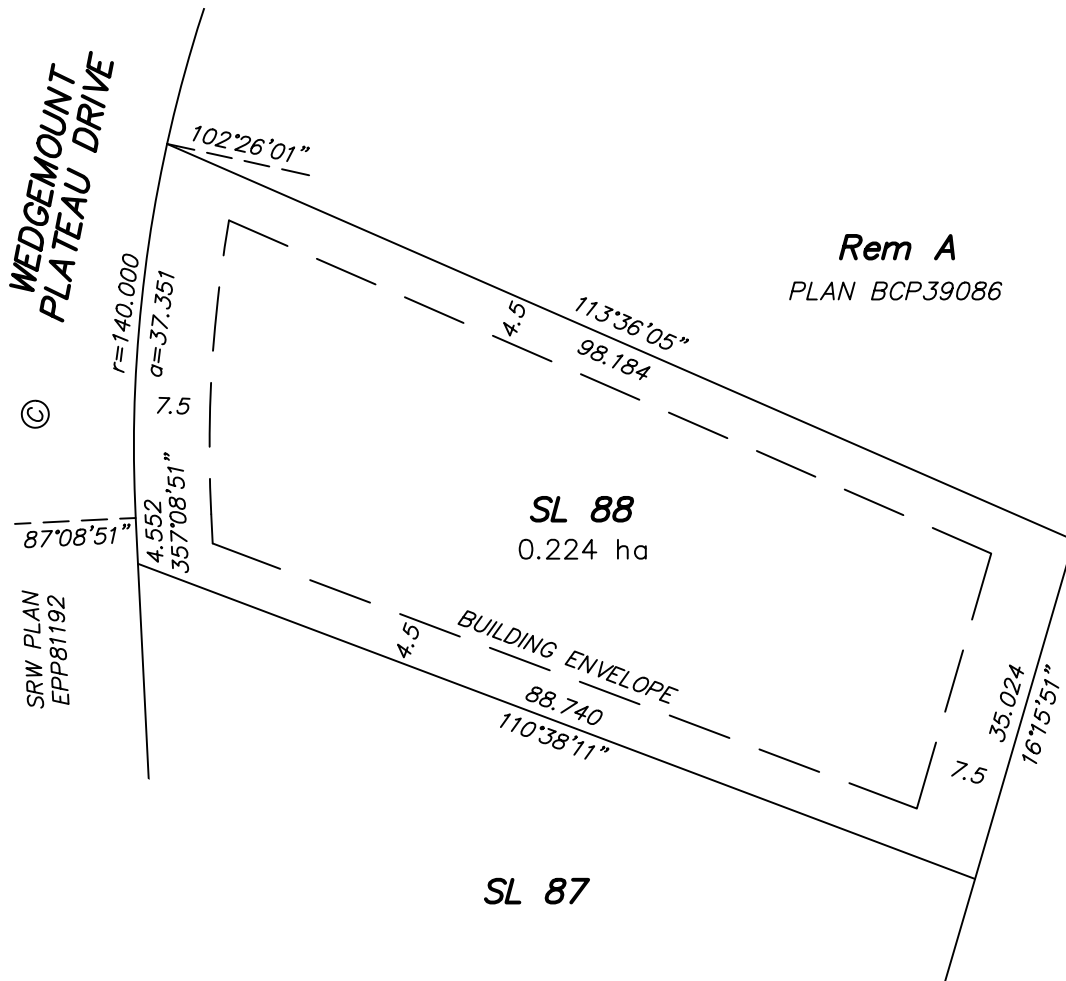 WEDGEMOUNT
PLATEAU DRIVE
102°26'01"
Rem A
PLAN BCP39086
r=140.000
a=37.351
4.5
113°36'05"
98.184
7.5
©
SL 88
0.224 ha
87°08'51"
4.552
357°08'51"
SRW PLAN
EPP81192
4.5
BUILDING ENVELOPE
88.740
110°38'11"
35.024
16°15'51"
7.5
SL 87